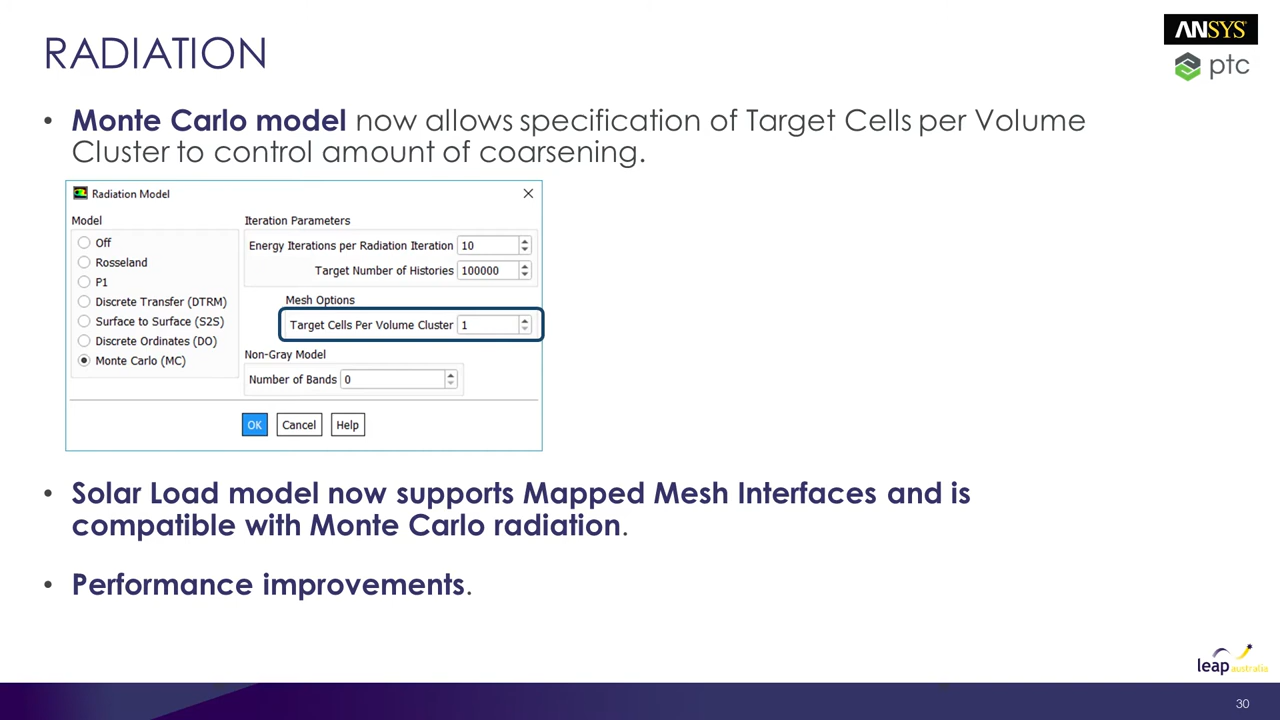 RADIATION
ANSYS
ptc
• Monte Carlo model now allows specification of Target Cells per Volume
Cluster to control amount of coarsening.
Radiation Model
Model
Off
Rosseland
P1
Discrete Transfer (DTRM)
Surface to Surface (S2S)
Discrete Ordinates (DO)
Monte Carlo (MC)
Iteration Parameters
Energy Iterations per Radiation Iteration 10
Target Number of Histories 100000
Mesh Options
Target Cells Per Volume Cluster 1
Non-Gray Model
Number of Bands 0
OK Cancel Help
• Solar Load model now supports Mapped Mesh Interfaces and is
compatible with Monte Carlo radiation.
• Performance improvements.
leap australia
30